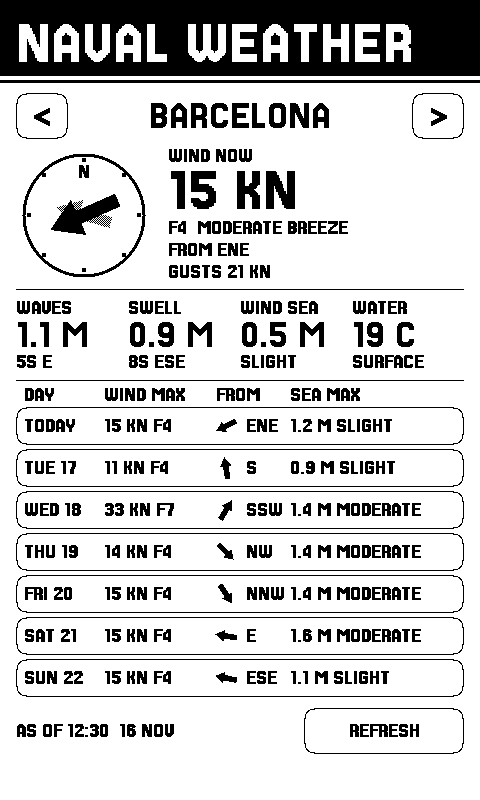 NAVAL WEATHER
< BARCELONA >
N
WIND NOW
15 KN
F4 MODERATE BREEZE
FROM ENE
GUSTS 21 KN
WAVES SWELL WIND SEA WATER
1.1 M 0.9 M 0.5 M 19 C
5S E 8S ESE SLIGHT SURFACE
DAY WIND MAX FROM SEA MAX
TODAY 15 KN F4 ENE 1.2 M SLIGHT
TUE 17 11 KN F4 S 0.9 M SLIGHT
WED 18 33 KN F7 SSW 1.4 M MODERATE
THU 19 14 KN F4 NW 1.4 M MODERATE
FRI 20 15 KN F4 NNW 1.4 M MODERATE
SAT 21 15 KN F4 E 1.6 M MODERATE
SUN 22 15 KN F4 ESE 1.1 M SLIGHT
AS OF 12:30 16 NOV REFRESH